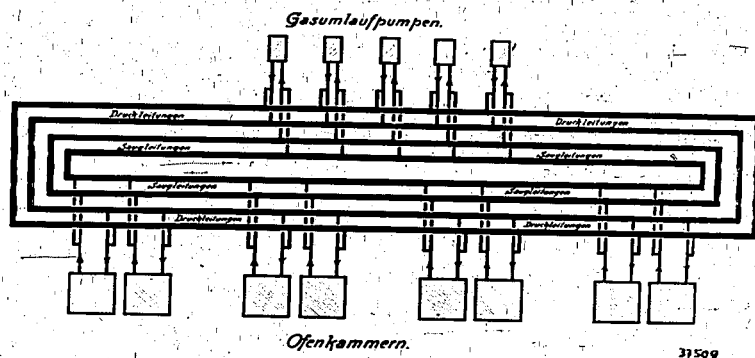 Gasumlaufpumpen.
Druckleitungen
Druckleitungen
Saugleitungen
Saugleitungen
Saugleitungen
Saugleitungen
Druckleitungen
Druckleitungen
Ofenkammern.
37509